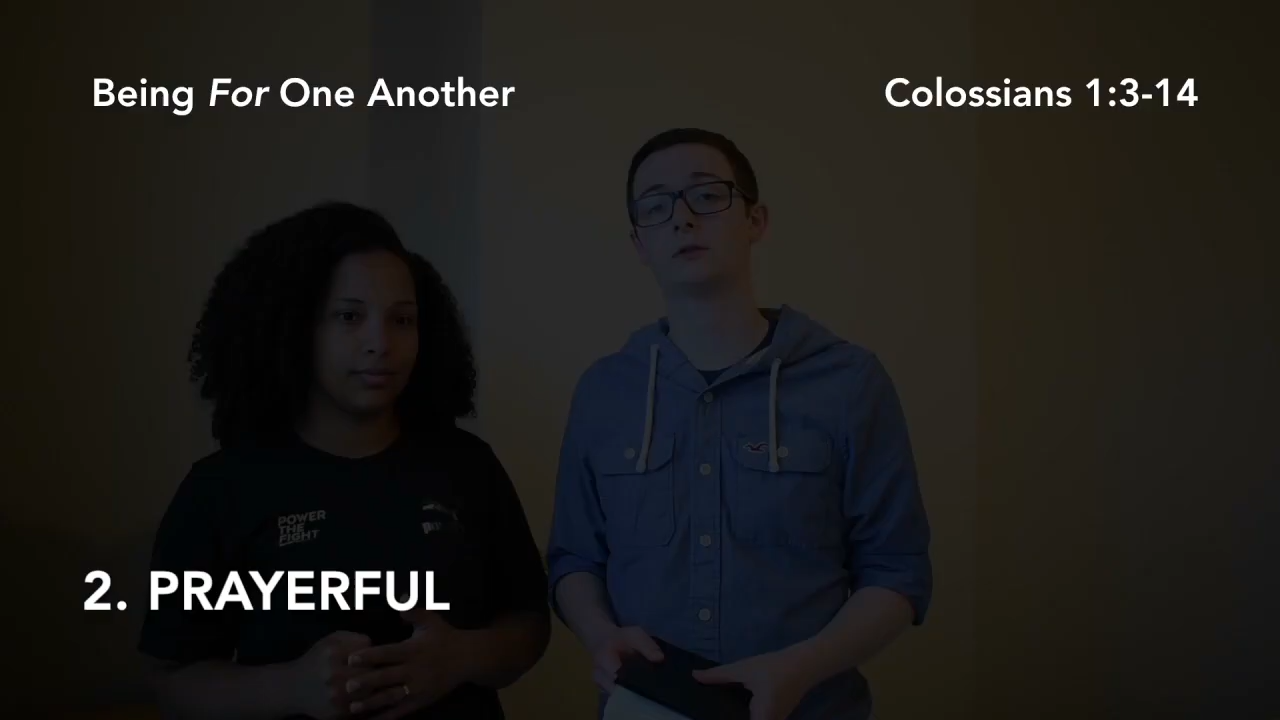 Being For One Another
Colossians 1:3-14
POWER
THE
FIGHT
2. PRAYERFUL